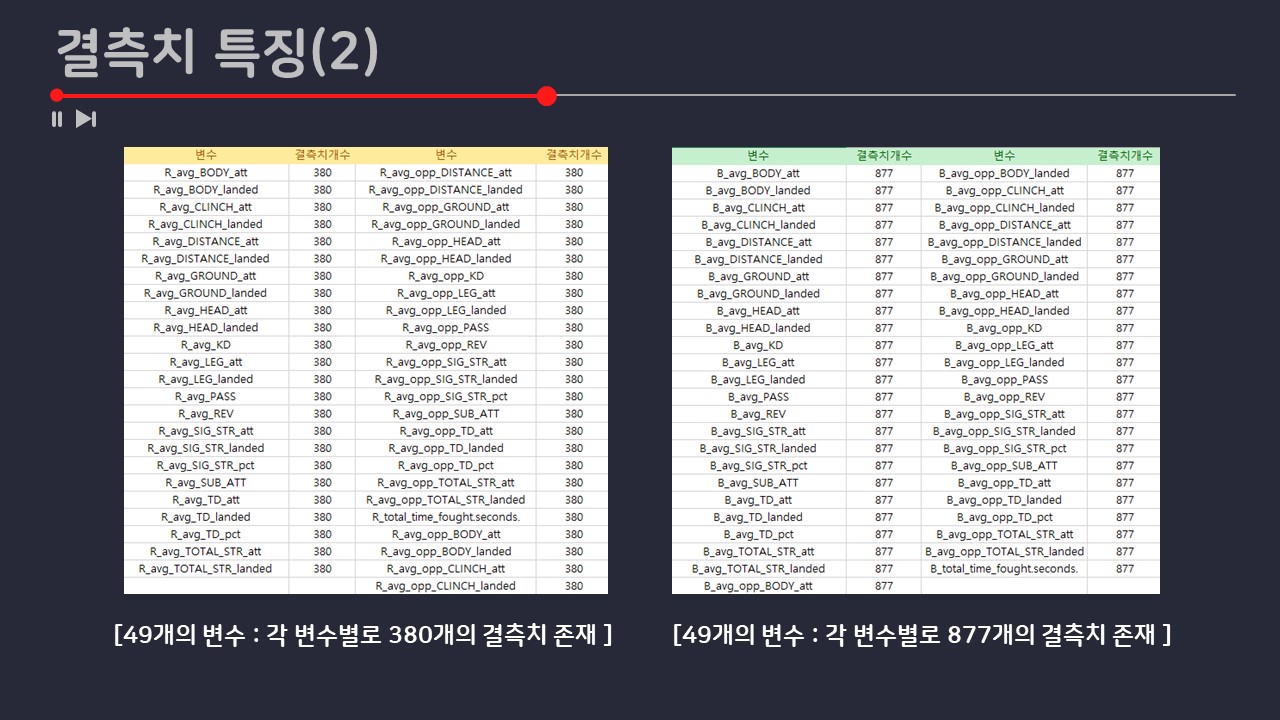 결측치 특징(2)
변수 결측치개수 변수 결측치개수
R_avg_BODY_att 380 R_avg_opp_DISTANCE_att 380
R_avg_BODY_landed 380 R_avg_opp_DISTANCE_landed 380
R_avg_CLINCH_att 380 R_avg_opp_GROUND_att 380
R_avg_CLINCH_landed 380 R_avg_opp_GROUND_landed 380
R_avg_DISTANCE_att 380 R_avg_opp_HEAD_att 380
R_avg_DISTANCE_landed 380 R_avg_opp_HEAD_landed 380
R_avg_GROUND_att 380 R_avg_opp_KD 380
R_avg_GROUND_landed 380 R_avg_opp_LEG_att 380
R_avg_HEAD_att 380 R_avg_opp_LEG_landed 380
R_avg_HEAD_landed 380 R_avg_opp_PASS 380
R_avg_KD 380 R_avg_opp_REV 380
R_avg_LEG_att 380 R_avg_opp_SIG_STR_att 380
R_avg_LEG_landed 380 R_avg_opp_SIG_STR_landed 380
R_avg_PASS 380 R_avg_opp_SIG_STR_pct 380
R_avg_REV 380 R_avg_opp_SUB_ATT 380
R_avg_SIG_STR_att 380 R_avg_opp_TD_att 380
R_avg_SIG_STR_landed 380 R_avg_opp_TD_landed 380
R_avg_SIG_STR_pct 380 R_avg_opp_TD_pct 380
R_avg_SUB_ATT 380 R_avg_opp_TOTAL_STR_att 380
R_avg_TD_att 380 R_avg_opp_TOTAL_STR_landed 380
R_avg_TD_landed 380 R_total_time_fought.seconds. 380
R_avg_TD_pct 380 R_avg_opp_BODY_att 380
R_avg_TOTAL_STR_att 380 R_avg_opp_BODY_landed 380
R_avg_TOTAL_STR_landed 380 R_avg_opp_CLINCH_att 380
R_avg_opp_CLINCH_landed 380
[49개의 변수 : 각 변수별로 380개의 결측치 존재 ]
변수 결측치개수 변수 결측치개수
B_avg_BODY_att 877 B_avg_opp_BODY_landed 877
B_avg_BODY_landed 877 B_avg_opp_CLINCH_att 877
B_avg_CLINCH_att 877 B_avg_opp_CLINCH_landed 877
B_avg_CLINCH_landed 877 B_avg_opp_DISTANCE_att 877
B_avg_DISTANCE_att 877 B_avg_opp_DISTANCE_landed 877
B_avg_DISTANCE_landed 877 B_avg_opp_GROUND_att 877
B_avg_GROUND_att 877 B_avg_opp_GROUND_landed 877
B_avg_GROUND_landed 877 B_avg_opp_HEAD_att 877
B_avg_HEAD_att 877 B_avg_opp_HEAD_landed 877
B_avg_HEAD_landed 877 B_avg_opp_KD 877
B_avg_KD 877 B_avg_opp_LEG_att 877
B_avg_LEG_att 877 B_avg_opp_LEG_landed 877
B_avg_LEG_landed 877 B_avg_opp_PASS 877
B_avg_PASS 877 B_avg_opp_REV 877
B_avg_REV 877 B_avg_opp_SIG_STR_att 877
B_avg_SIG_STR_att 877 B_avg_opp_SIG_STR_landed 877
B_avg_SIG_STR_landed 877 B_avg_opp_SIG_STR_pct 877
B_avg_SIG_STR_pct 877 B_avg_opp_SUB_ATT 877
B_avg_SUB_ATT 877 B_avg_opp_TD_att 877
B_avg_TD_att 877 B_avg_opp_TD_landed 877
B_avg_TD_landed 877 B_avg_opp_TD_pct 877
B_avg_TD_pct 877 B_avg_opp_TOTAL_STR_att 877
B_avg_TOTAL_STR_att 877 B_avg_opp_TOTAL_STR_landed 877
B_avg_TOTAL_STR_landed 877 B_total_time_fought.seconds. 877
B_avg_opp_BODY_att 877
[49개의 변수 : 각 변수별로 877개의 결측치 존재 ]